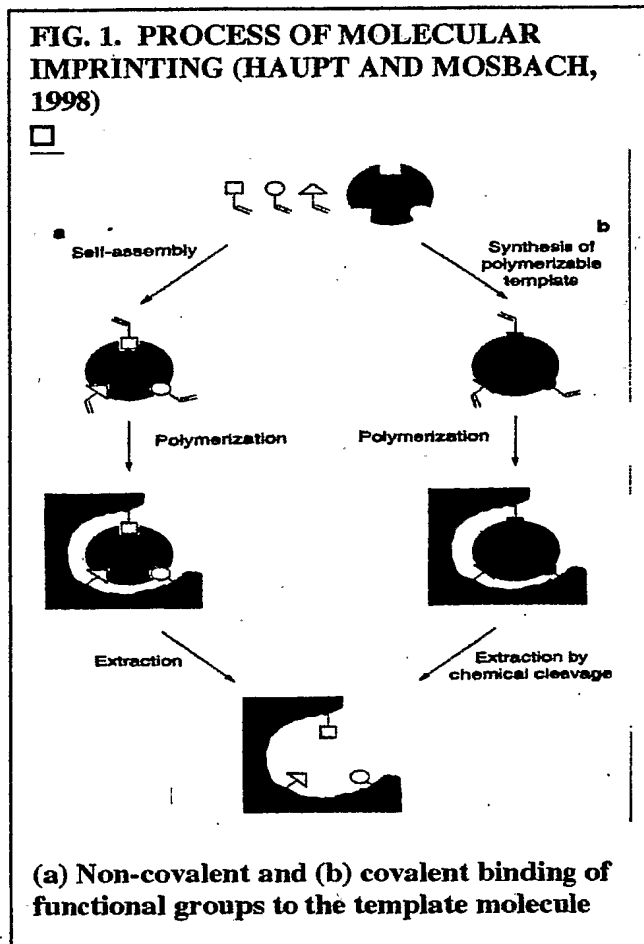 FIG. 1. PROCESS OF MOLECULAR
IMPRINTING (HAUPT AND MOSBACH,
1998)
a
Self-assembly
b
Synthesis of
polymerizable
template
Polymerization
Polymerization
Extraction
Extraction by
chemical cleavage
(a) Non-covalent and (b) covalent binding of
functional groups to the template molecule